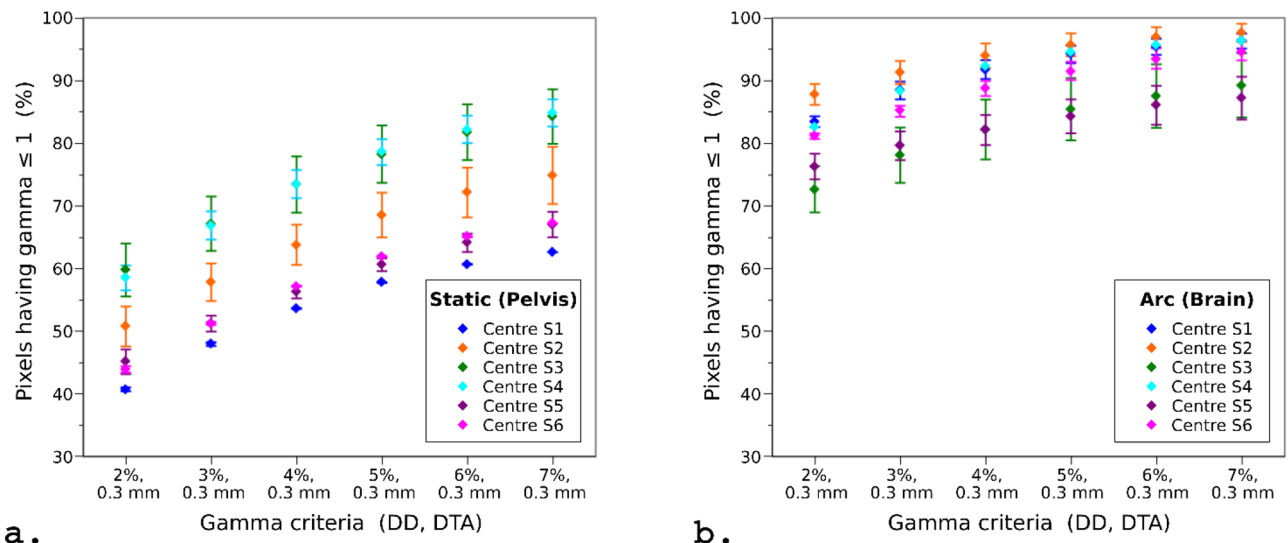 100
90
80
70
60
50
40
30
Pixels having gamma ≤ 1 (%)
Static (Pelvis)
Centre S1
Centre S2
Centre S3
Centre S4
Centre S5
Centre S6
2%, 3%, 4%, 5%, 6%, 7%,
0.3 mm 0.3 mm 0.3 mm 0.3 mm 0.3 mm 0.3 mm
Gamma criteria (DD, DTA)
a.
100
90
80
70
60
50
40
30
Pixels having gamma ≤ 1 (%)
Arc (Brain)
Centre S1
Centre S2
Centre S3
Centre S4
Centre S5
Centre S6
2%, 3%, 4%, 5%, 6%, 7%,
0.3 mm 0.3 mm 0.3 mm 0.3 mm 0.3 mm 0.3 mm
Gamma criteria (DD, DTA)
b.